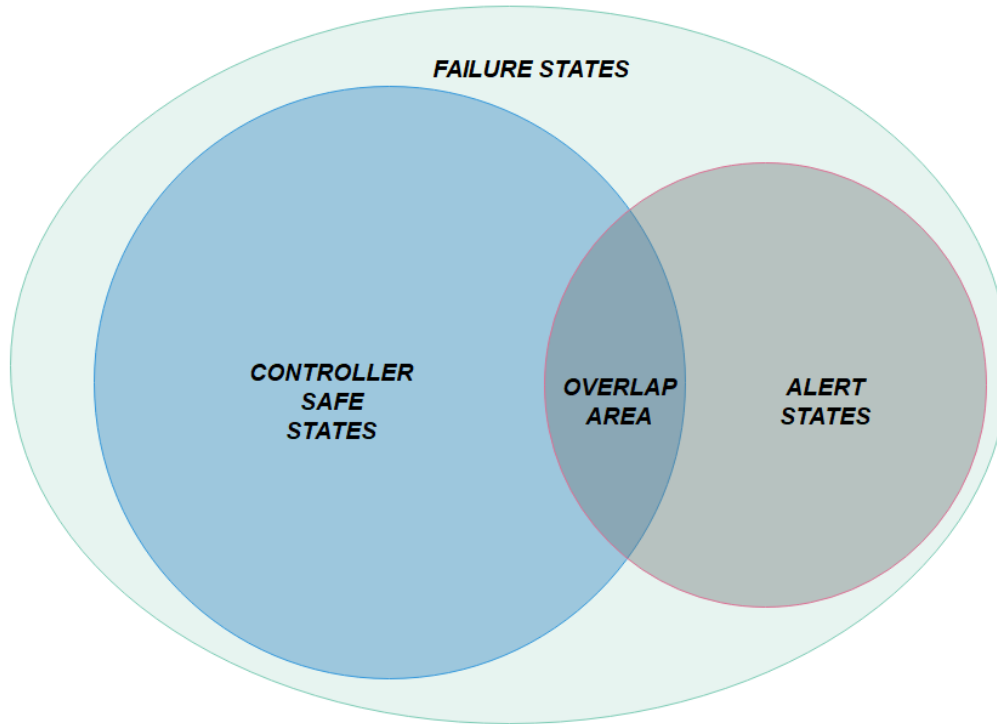 FAILURE STATES
CONTROLLER
SAFE
STATES
OVERLAP
AREA
ALERT
STATES